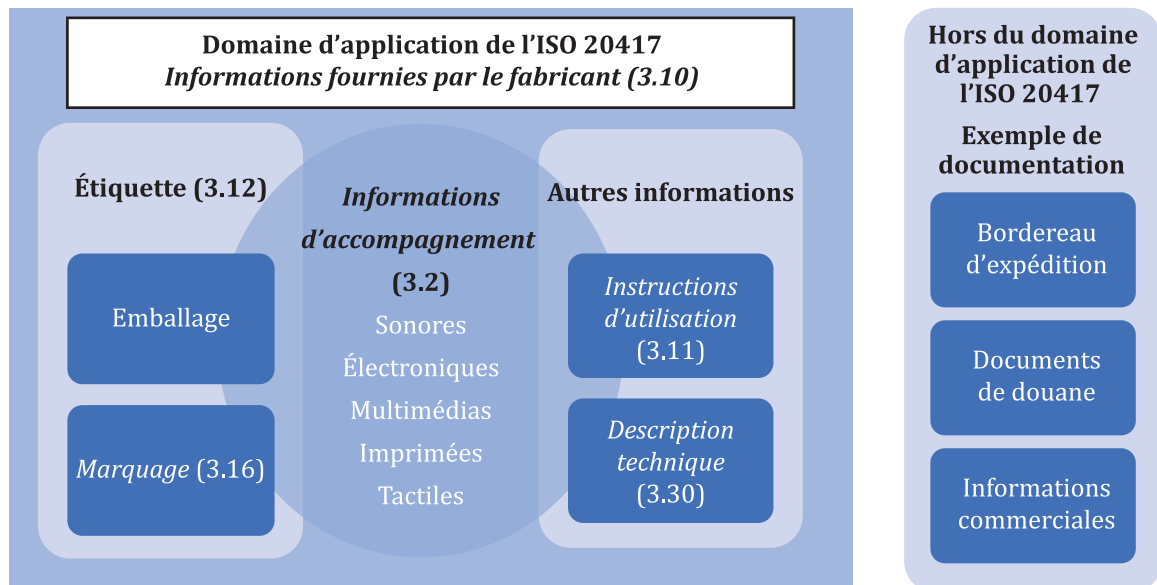 Domaine d'application de l'ISO 20417
Informations fournies par le fabricant (3.10)
Étiquette (3.12)
Emballage
Marquage (3.16)
Informations
d'accompagnement
(3.2)
Sonores
Électroniques
Multimédias
Imprimées
Tactiles
Autres informations
Instructions
d'utilisation
(3.11)
Description
technique
(3.30)
Hors du domaine
d'application de
l'ISO 20417
Exemple de
documentation
Bordereau
d'expédition
Documents
de douane
Informations
commerciales